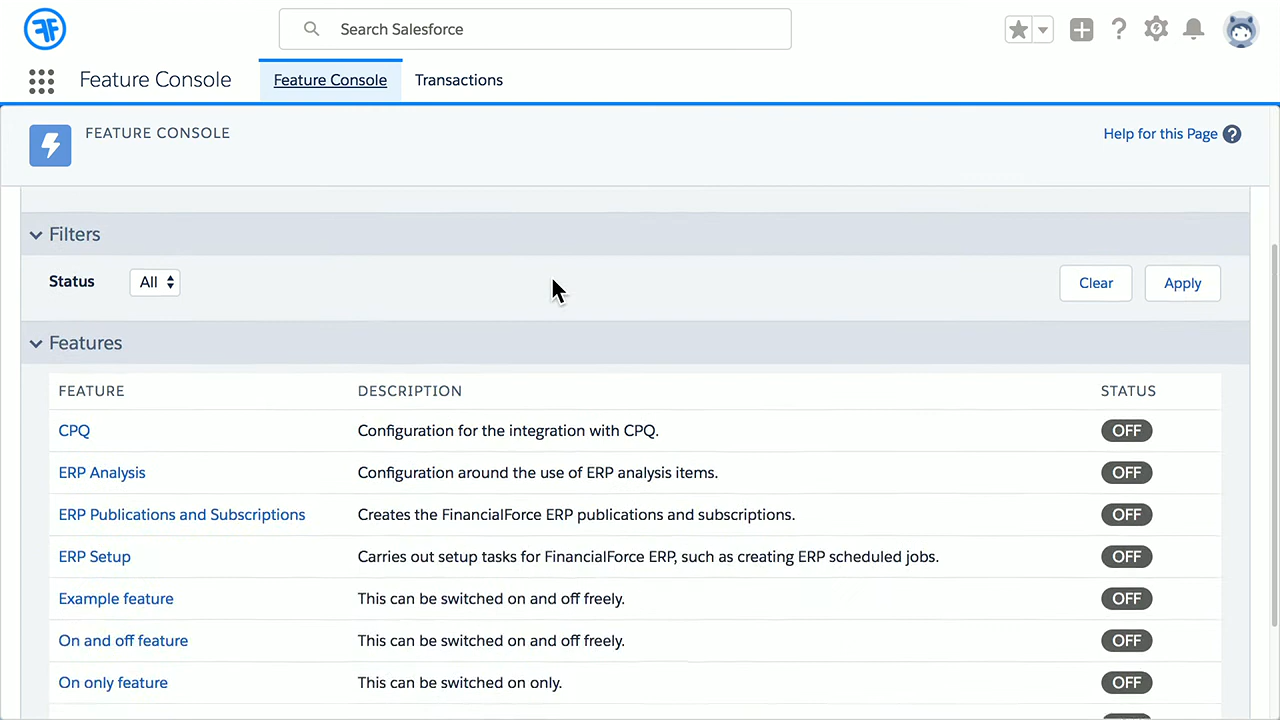 FF
Search Salesforce
Feature Console
Feature Console
Transactions
FEATURE CONSOLE
Help for this Page ?
Filters
Status
All
Clear
Apply
Features
FEATURE DESCRIPTION STATUS
CPQ Configuration for the integration with CPQ. OFF
ERP Analysis Configuration around the use of ERP analysis items. OFF
ERP Publications and Subscriptions Creates the FinancialForce ERP publications and subscriptions. OFF
ERP Setup Carries out setup tasks for FinancialForce ERP, such as creating ERP scheduled jobs. OFF
Example feature This can be switched on and off freely. OFF
On and off feature This can be switched on and off freely. OFF
On only feature This can be switched on only. OFF